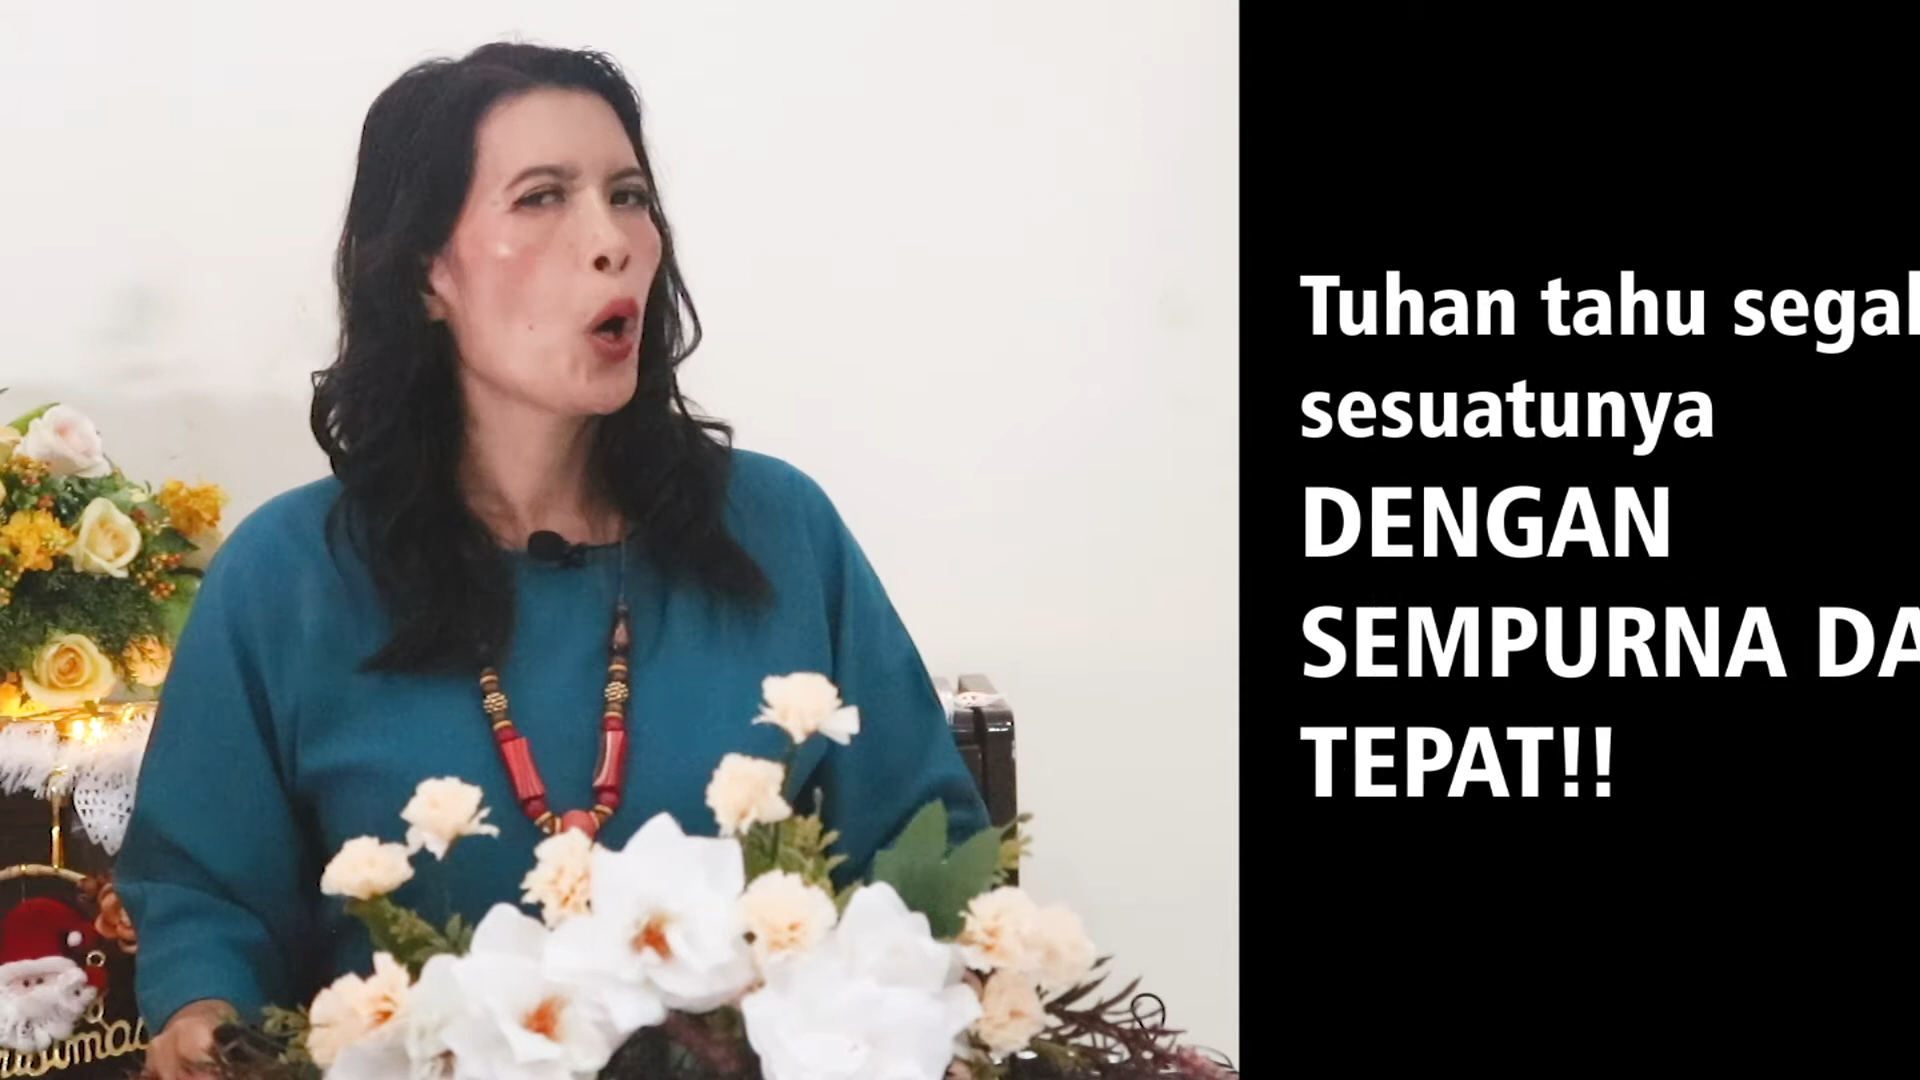 Tuhan tahu segal
sesuatunya
DENGAN
SEMPURNA DA
TEPAT!!